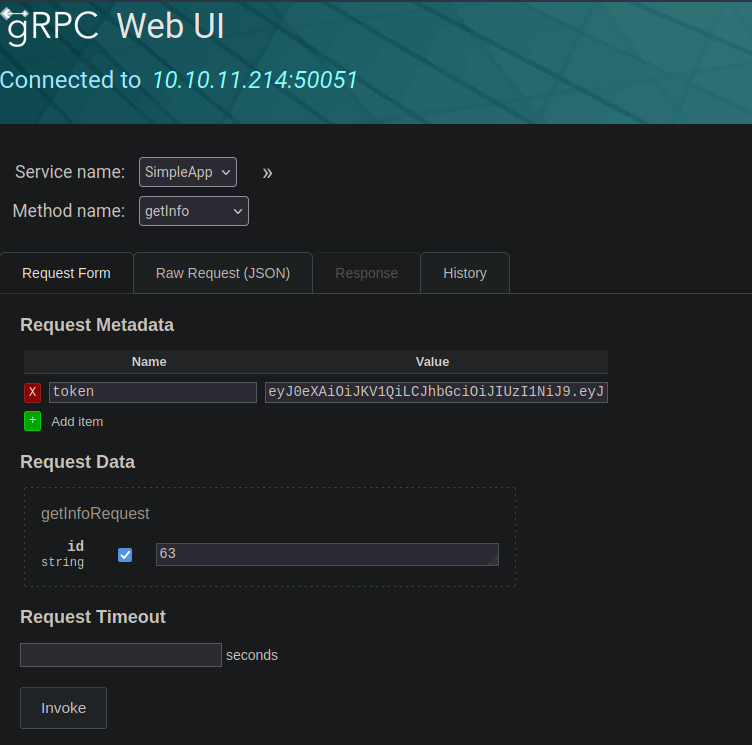 gRPC Web UI
Connected to 10.10.11.214:50051
Service name: SimpleApp »
Method name: getInfo
Request Form Raw Request (JSON) Response History
Request Metadata
Name Value
X token eyJ0eXAiOiJKV1QiLCJhbGciOiJIUzI1NiJ9.eyJ
+ Add item
Request Data
getInfoRequest
id 63
string
Request Timeout
seconds
Invoke